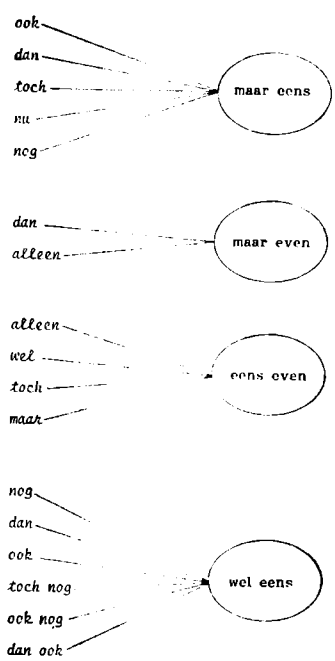 ook
dan
toch
nu
nog
maar eens
dan
alleen
maar even
alleen
wel
toch
maar
eens even
nog
dan
ook
toch nog
ook nog
dan ook
wel eens